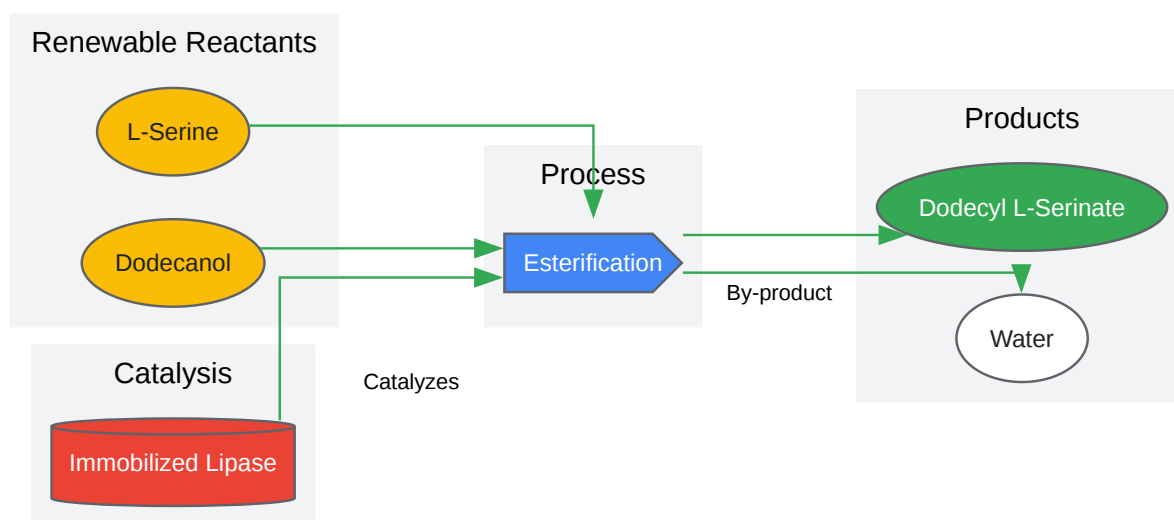 Renewable Reactants
L-Serine
Dodecanol
Catalysis
Immobilized Lipase
Catalyzes
Process
Esterification
By-product
Products
Dodecyl L-Serinate
Water